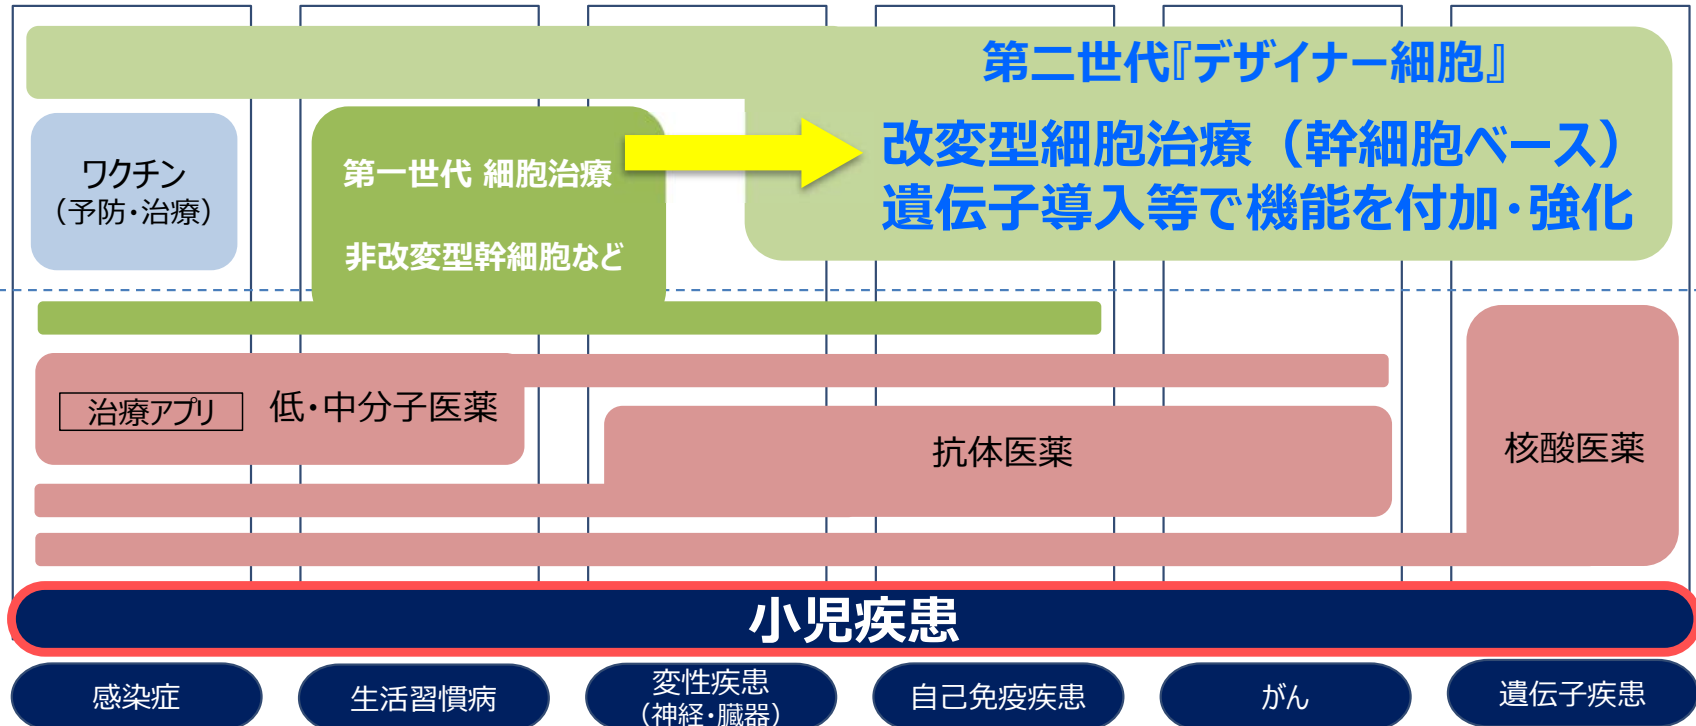 第二世代『デザイナー細胞』
改変型細胞治療（幹細胞ベース）
遺伝子導入等で機能を付加・強化
ワクチン
（予防・治療）
第一世代 細胞治療
非改変型幹細胞など
治療アプリ
低・中分子医薬
抗体医薬
核酸医薬
小児疾患
感染症
生活習慣病
変性疾患
（神経・臓器）
自己免疫疾患
がん
遺伝子疾患